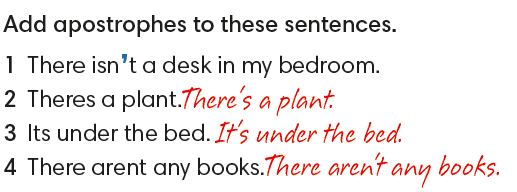 Add apostrophes to these sentences.
1 There isn't a desk in my bedroom.
2 Theres a plant. There's a plant.
3 Its under the bed. It's under the bed.
4 There arent any books. There aren't any books.